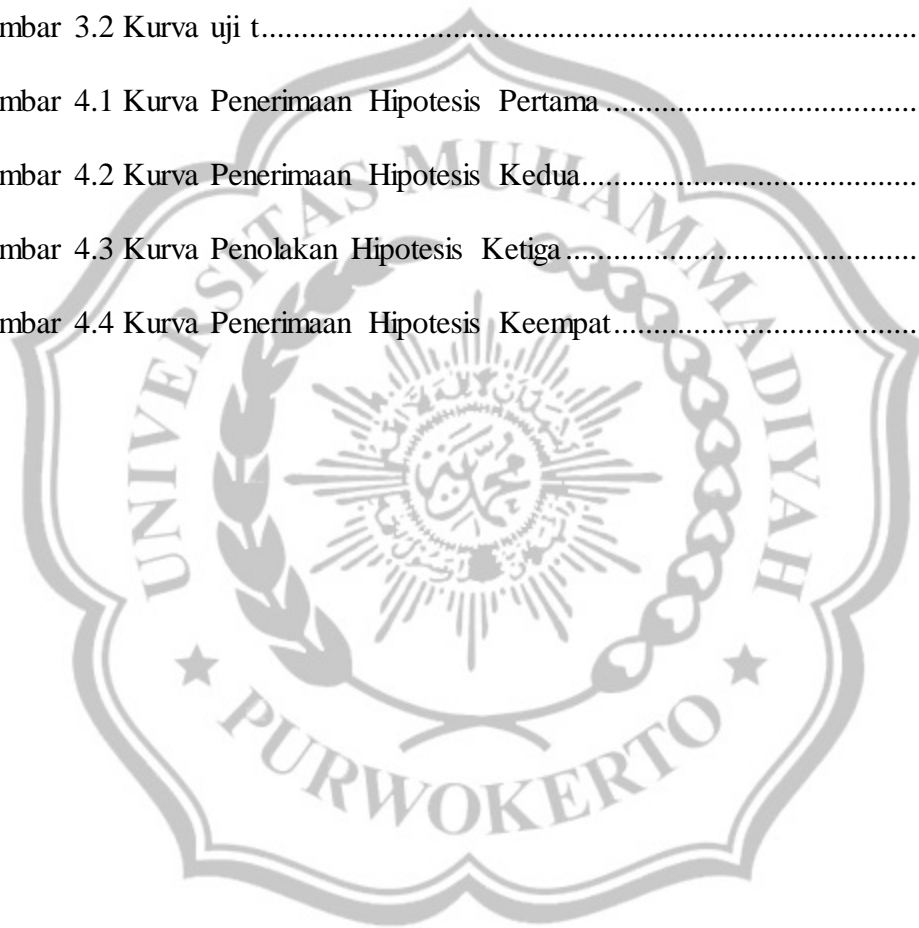 mbar 3.2 Kurva uji t................................................................................
mbar 4.1 Kurva Penerimaan Hipotesis Pertama.......................................
mbar 4.2 Kurva Penerimaan Hipotesis Kedua..........................................
mbar 4.3 Kurva Penolakan Hipotesis Ketiga............................................
mbar 4.4 Kurva Penerimaan Hipotesis Keempat......................................
UNIVERSITAS MUHAMMADIYAH
PURWOKERTO